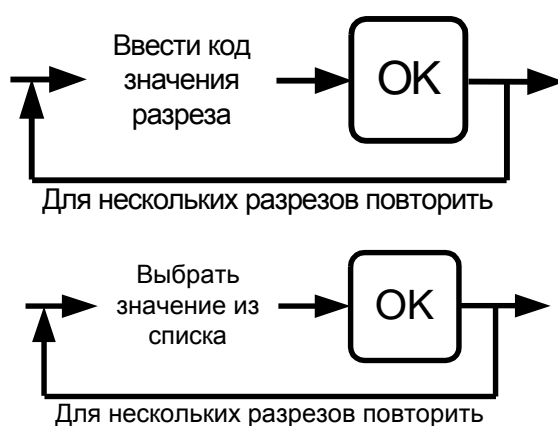 Ввести код
значения
разреза
OK
Для нескольких разрезов повторить
Выбрать
значение из
списка
OK
Для нескольких разрезов повторить